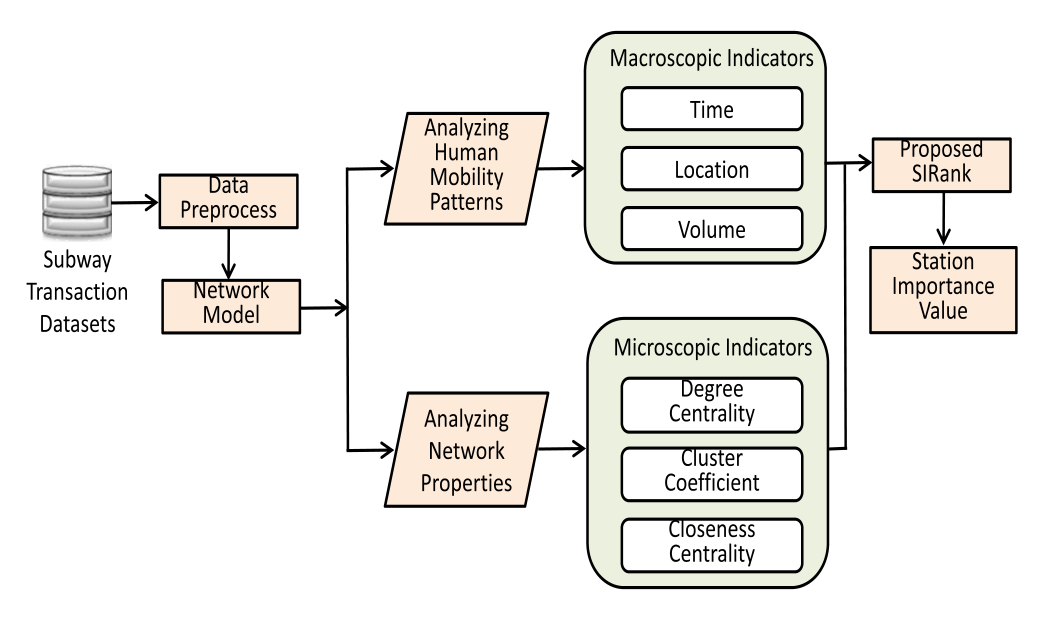 Subway
Transaction
Datasets
Data
Preprocess
Network
Model
Analyzing
Human
Mobility
Patterns
Analyzing
Network
Properties
Macroscopic Indicators
Time
Location
Volume
Microscopic Indicators
Degree
Centrality
Cluster
Coefficient
Closeness
Centrality
Proposed
SIRank
Station
Importance
Value